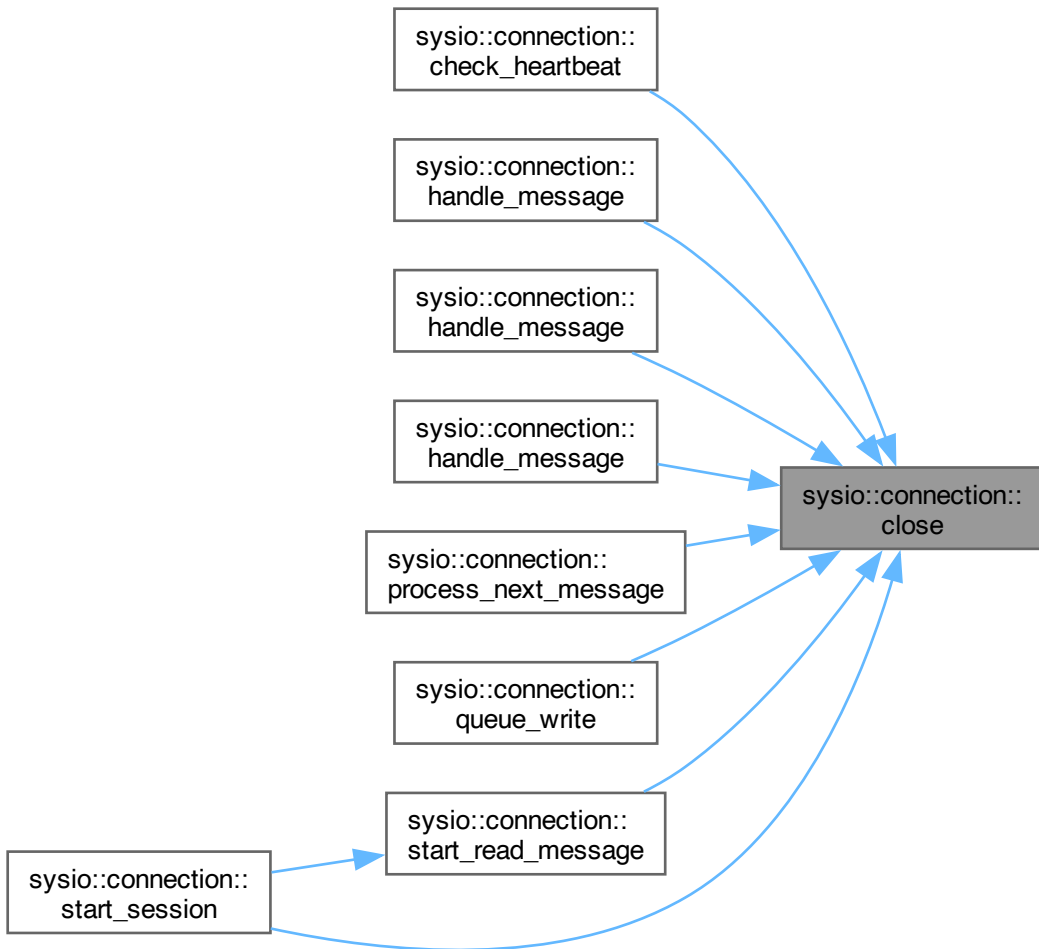 sysio::connection::
check_heartbeat
sysio::connection::
handle_message
sysio::connection::
handle_message
sysio::connection::
handle_message
sysio::connection::
close
sysio::connection::
process_next_message
sysio::connection::
queue_write
sysio::connection::
start_read_message
sysio::connection::
start_session